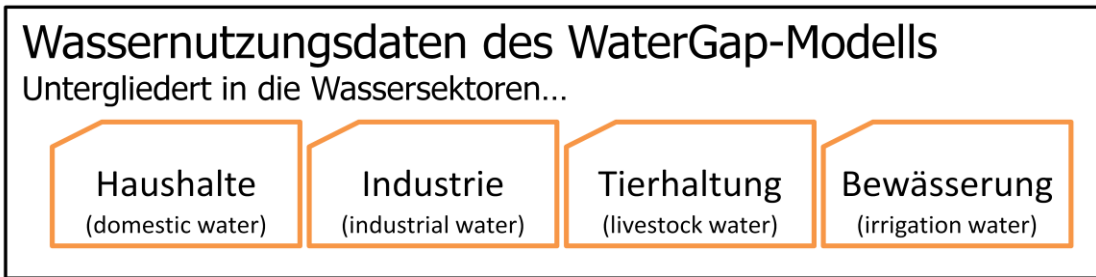 Wassernutzungsdaten des WaterGap-Modells
Untergliedert in die Wassersektoren...
Haushalte
(domestic water)
Industrie
(industrial water)
Tierhaltung
(livestock water)
Bewässerung
(irrigation water)